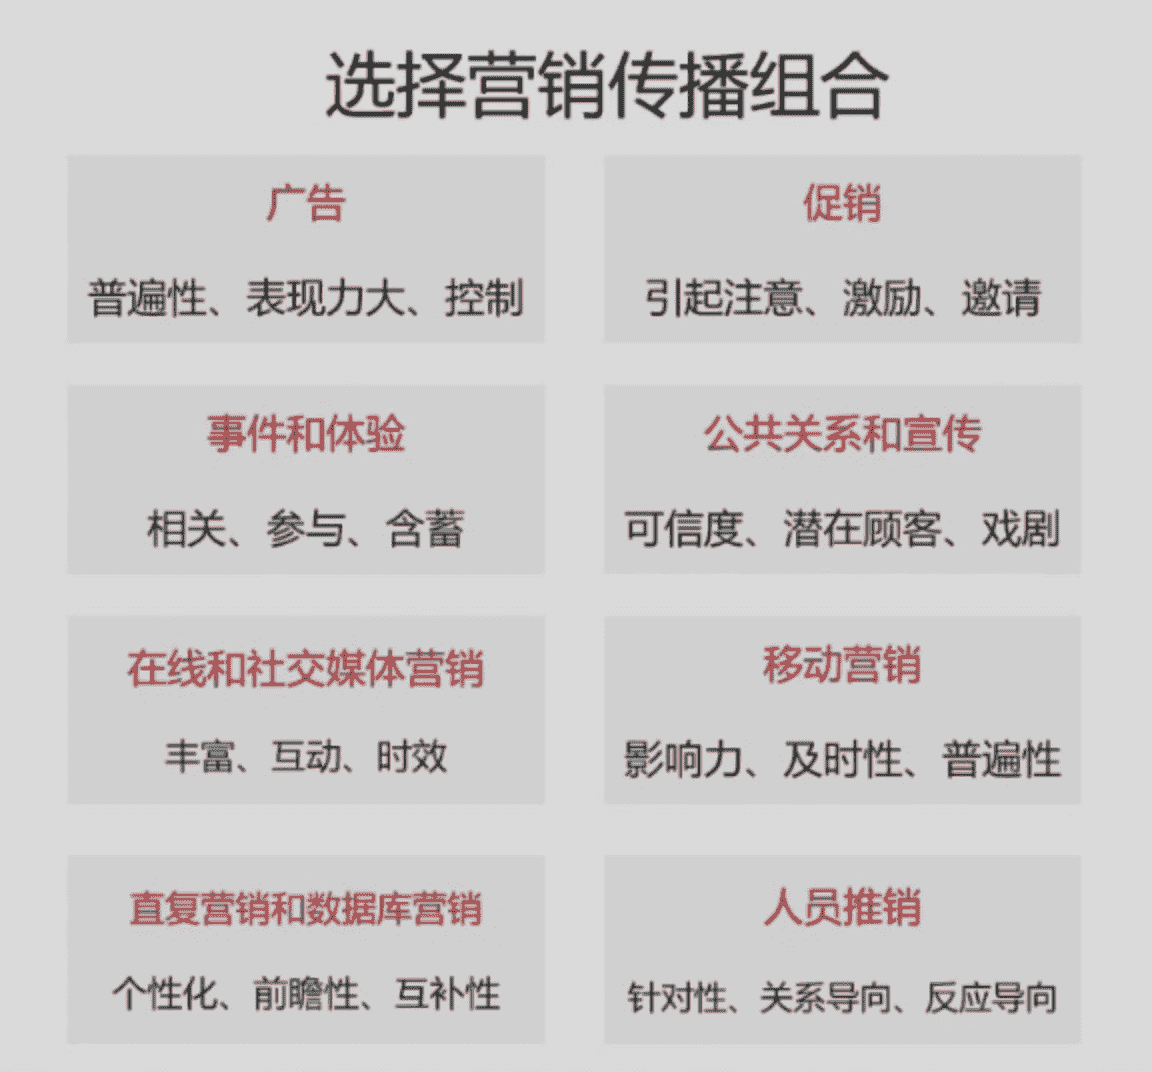 选择营销传播组合
广告
普遍性、表现力大、控制
促销
引起注意、激励、邀请
事件和体验
相关、参与、含蓄
公共关系和宣传
可信度、潜在顾客、戏剧
在线和社交媒体营销
丰富、互动、时效
移动营销
影响力、及时性、普遍性
直复营销和数据库营销
个性化、前瞻性、互补性
人员推销
针对性、关系导向、反应导向